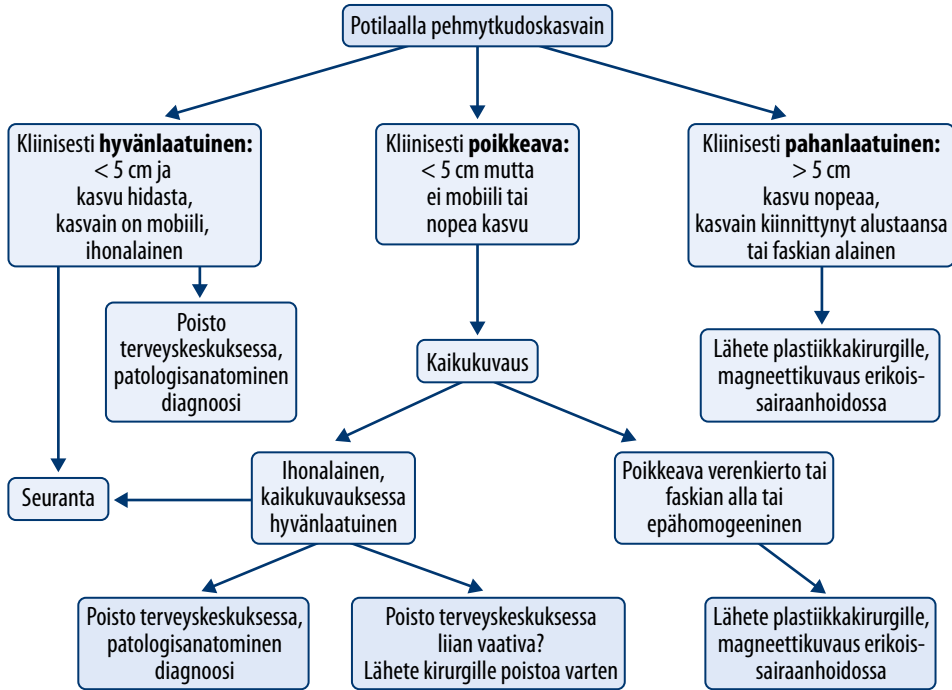 Potilaalla pehmytkudoskasvain
Kliinisesti hyvänlaatuinen:
< 5 cm ja
kasvu hidasta,
kasvain on mobiili,
ihonalainen
Kliinisesti poikkeava:
< 5 cm mutta
ei mobiili tai
nopea kasvu
Kliinisesti pahanlaatuinen:
> 5 cm
kasvu nopeaa,
kasvain kiinnittynyt alustaansa
tai faskian alainen
Poisto
terveyskeskuksessa,
patologisanatominen
diagnoosi
Kaikukuvaus
Lähete plastiikkakirurgille,
magneettikuvaus erikois-
sairaanhoidossa
Seuranta
Ihonalainen,
kaikukuvauksessa
hyvänlaatuinen
Poikkeava verenkierto tai
faskian alla tai
epähomogeeninen
Poisto terveyskeskuksessa,
patologisanatominen
diagnoosi
Poisto terveyskeskuksessa
liian vaativa?
Lähete kirurgille poistoa varten
Lähete plastiikkakirurgille,
magneettikuvaus erikois-
sairaanhoidossa